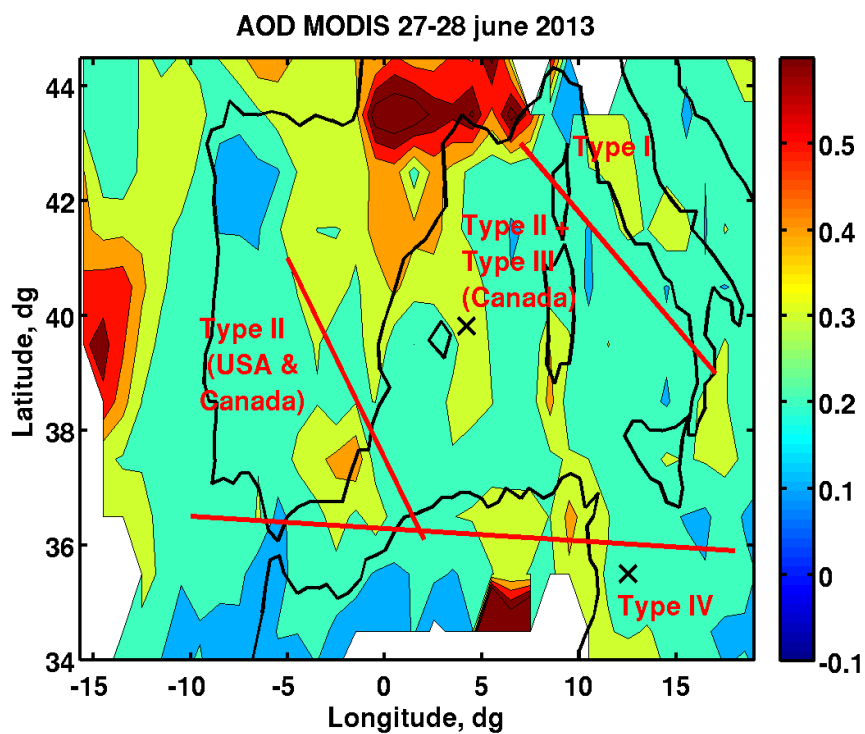 AOD MODIS 27-28 june 2013
44
42
40
38
36
34
Latitude, dg
-15
-10
-5
0
5
10
15
Longitude, dg
Type I
Type II +
Type III
(Canada)
Type II
(USA &
Canada)
Type IV
0.5
0.4
0.3
0.2
0.1
0
-0.1